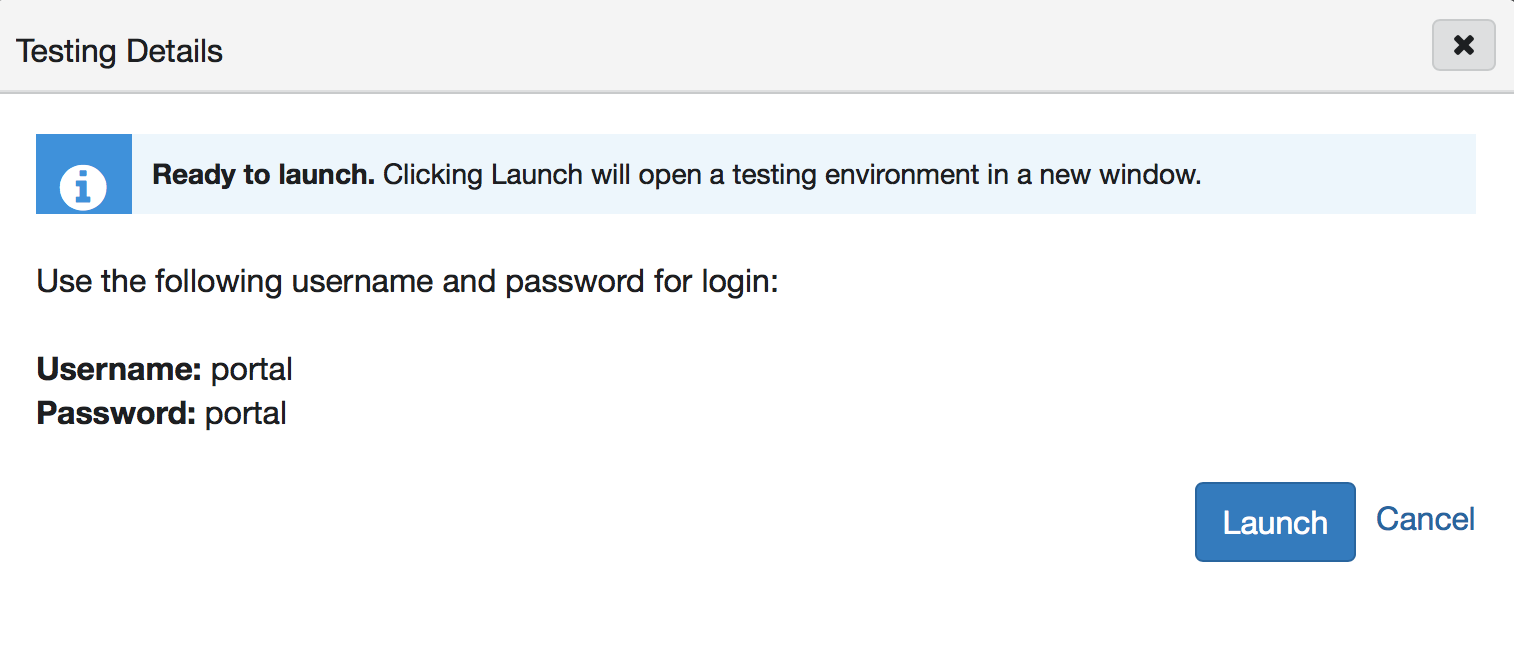 Testing Details
Ready to launch. Clicking Launch will open a testing environment in a new window.
Use the following username and password for login:
Username: portal
Password: portal
Launch
Cancel